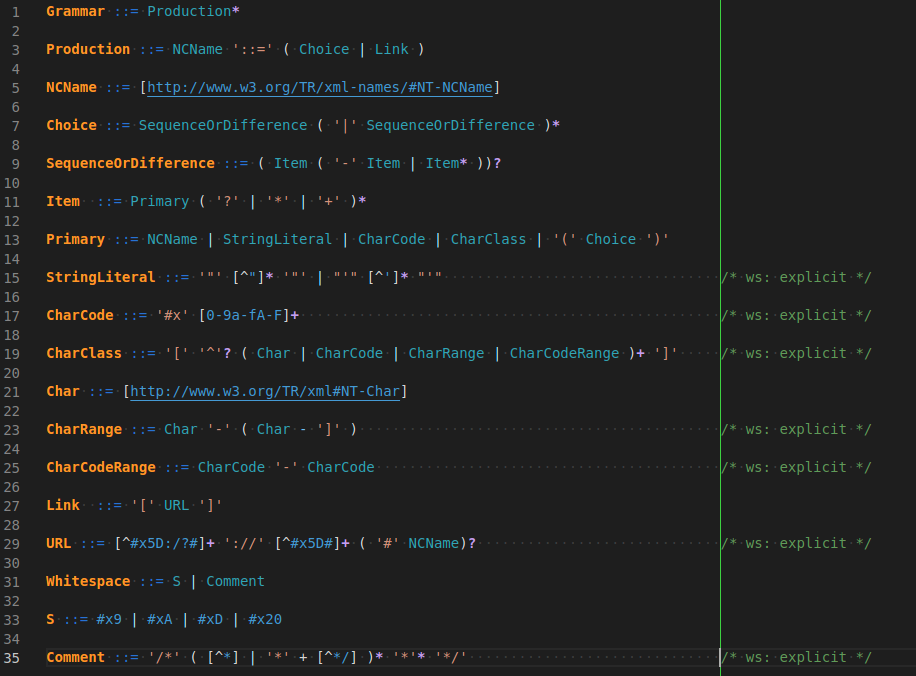 1 Grammar ::= Production*
2
3 Production ::= NCName '::=' ( Choice | Link )
4
5 NCName ::= [http://www.w3.org/TR/xml-names/#NT-NCName]
6
7 Choice ::= SequenceOrDifference ( '|' SequenceOrDifference )*
8
9 SequenceOrDifference ::= ( Item ( '-' Item | Item* ))?
10
11 Item ::= Primary ( '?' | '*' | '+' )*
12
13 Primary ::= NCName | StringLiteral | CharCode | CharClass | '(' Choice ')'
14
15 StringLiteral ::= '"' [^"]* '"' | "'" [^']* "'" /* ws: explicit */
16
17 CharCode ::= '#x' [0-9a-fA-F]+ /* ws: explicit */
18
19 CharClass ::= '[' '^'? ( Char | CharCode | CharRange | CharCodeRange )+ ']' /* ws: explicit */
20
21 Char ::= [http://www.w3.org/TR/xml#NT-Char]
22
23 CharRange ::= Char '-' ( Char - ']' ) /* ws: explicit */
24
25 CharCodeRange ::= CharCode '-' CharCode /* ws: explicit */
26
27 Link ::= '[' URL ']'
28
29 URL ::= [^#x5D:/?#]+ '://' [^#x5D#]+ ( '#' NCName)? /* ws: explicit */
30
31 Whitespace ::= S | Comment
32
33 S ::= #x9 | #xA | #xD | #x20
34
35 Comment ::= '/*' ( [^*] | '*' + [^*/] )* '*'* '*/' /* ws: explicit */